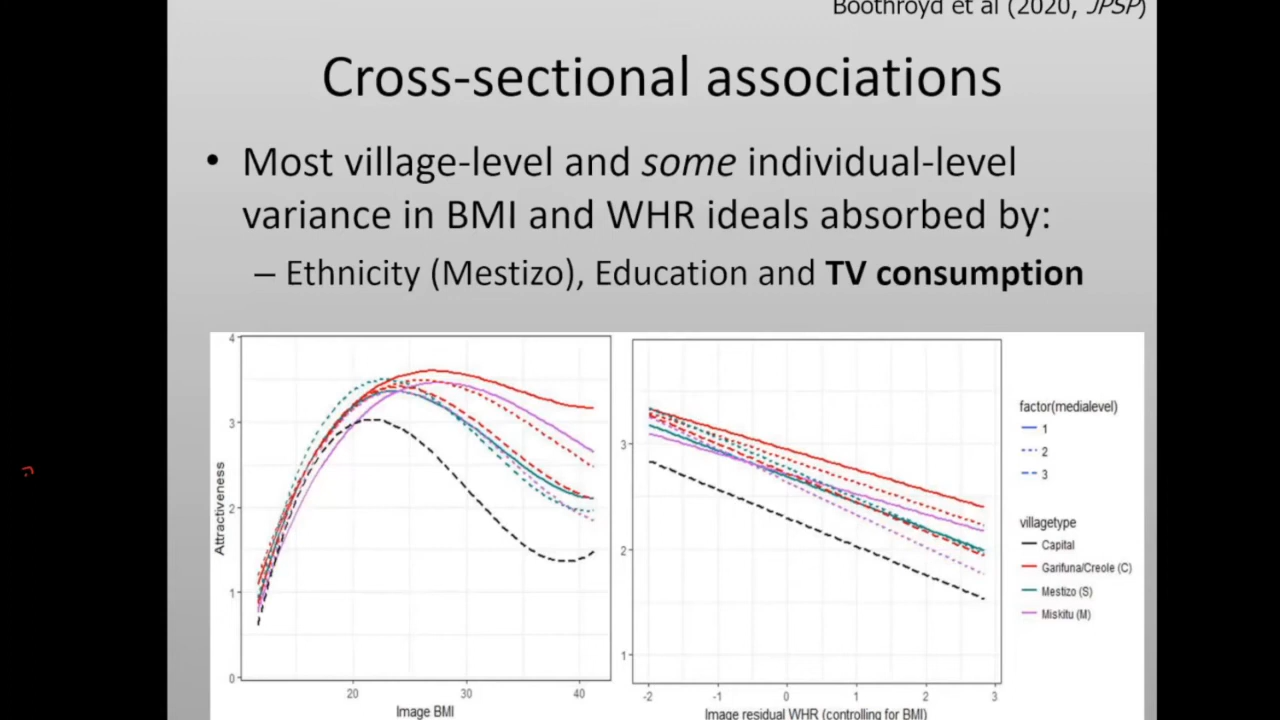 Boothroyd et al (2020, JPSP)
Cross-sectional associations
• Most village-level and some individual-level
variance in BMI and WHR ideals absorbed by:
– Ethnicity (Mestizo), Education and TV consumption
Attractiveness
4
3
2
1
0
20
30
40
Image BMI
3
2
1
-2
-1
0
1
2
3
Image residual WHR (controlling for BMI)
factor(medialevel)
1
2
3
villagetype
Capital
Garifuna/Creole (C)
Mestizo (S)
Miskitu (M)